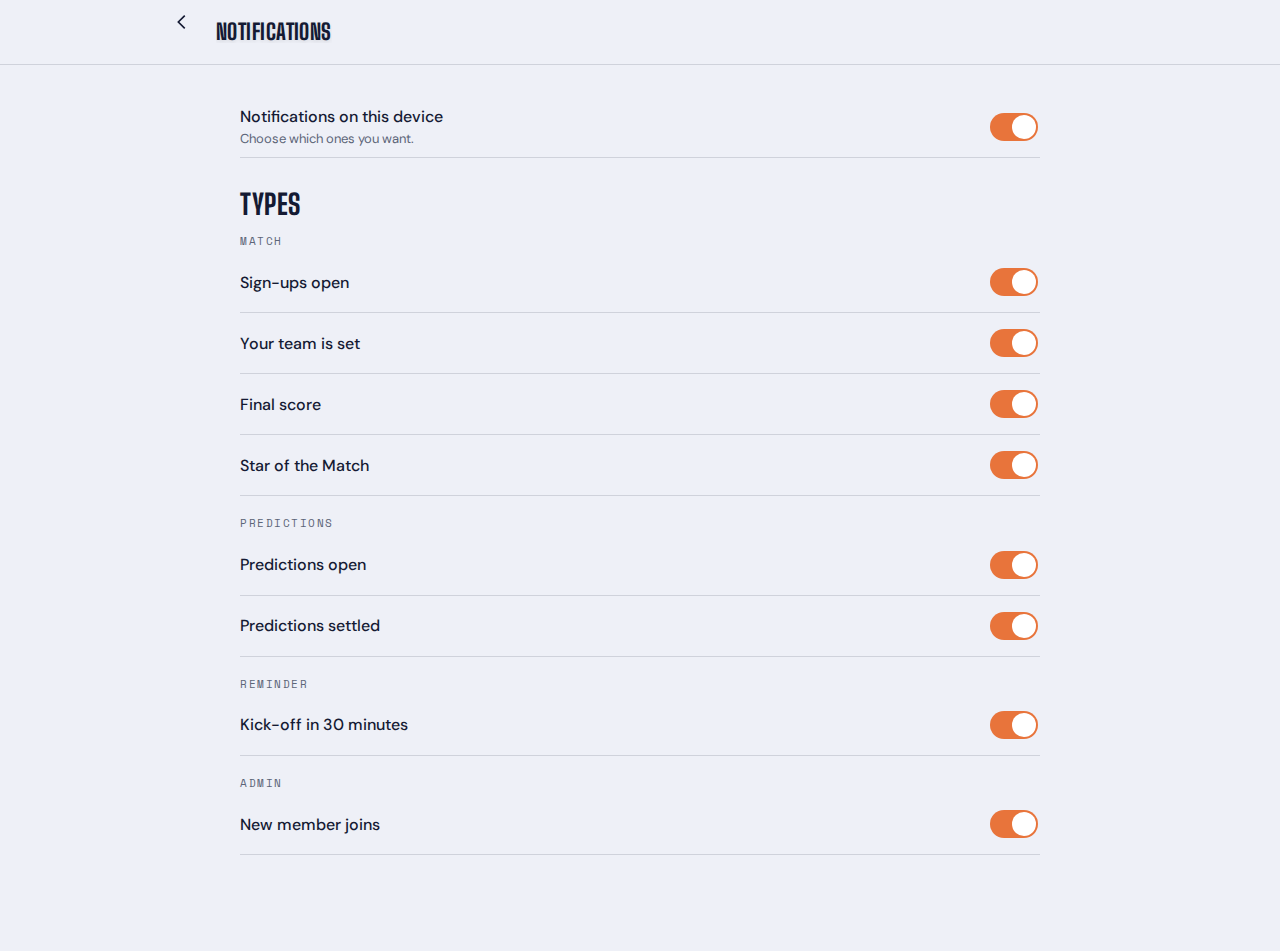 NOTIFICATIONS
Notifications on this device
Choose which ones you want.
TYPES
MATCH
Sign-ups open
Your team is set
Final score
Star of the Match
PREDICTIONS
Predictions open
Predictions settled
REMINDER
Kick-off in 30 minutes
ADMIN
New member joins